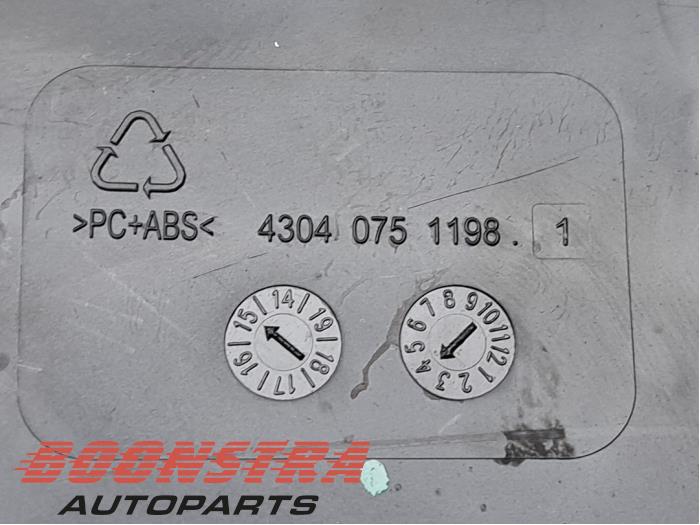 >PC+ABS< 4304 075 1198. 1
14 19 18 17 16 15
1 2 3 4 5 6 7 8 9 10 11 12
BOONSTRA
AUTOPARTS